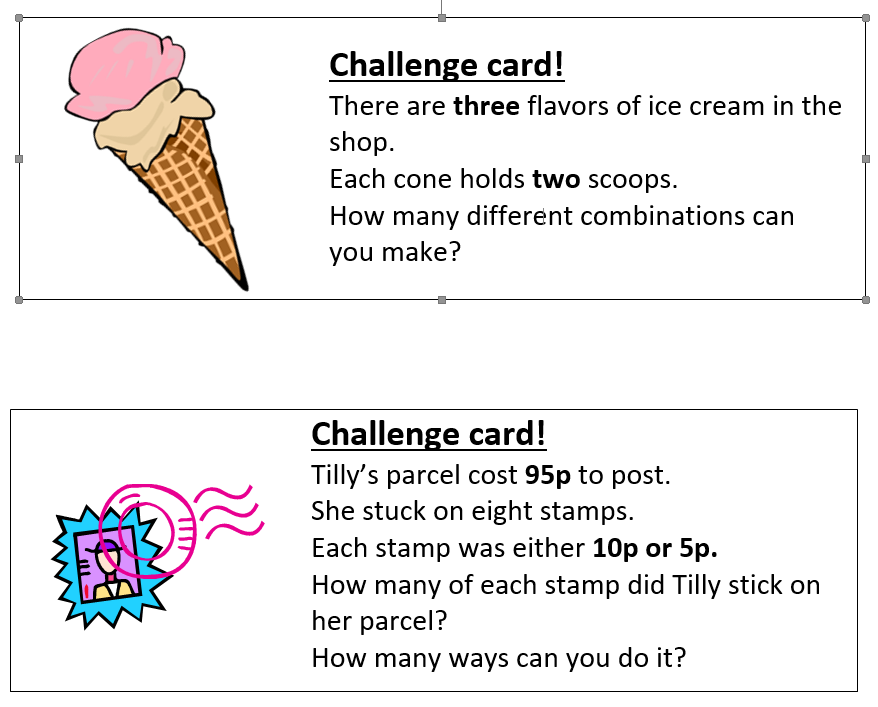 Challenge card!
There are three flavors of ice cream in the
shop.
Each cone holds two scoops.
How many different combinations can
you make?
Challenge card!
Tilly’s parcel cost 95p to post.
She stuck on eight stamps.
Each stamp was either 10p or 5p.
How many of each stamp did Tilly stick on
her parcel?
How many ways can you do it?